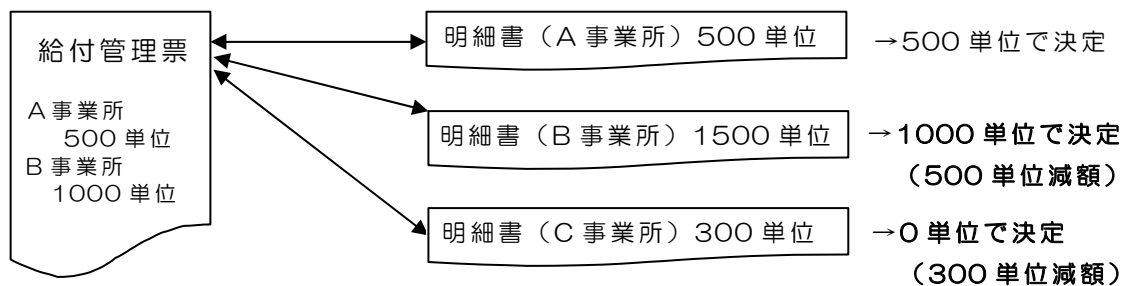 給付管理票
A事業所
500単位
B事業所
1000単位
明細書（A事業所）500単位
→500単位で決定
明細書（B事業所）1500単位
→1000単位で決定
（500単位減額）
明細書（C事業所）300単位
→0単位で決定
（300単位減額）